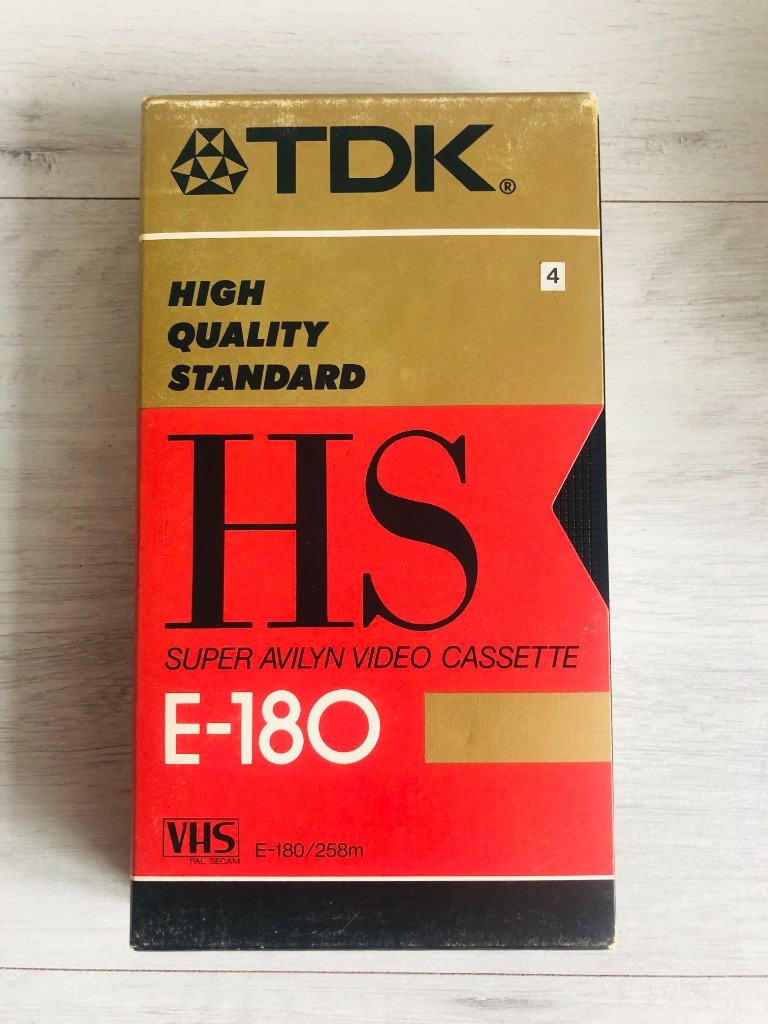 TDK®
4
HIGH
QUALITY
STANDARD
HS
SUPER AVILYN VIDEO CASSETTE
E-180
VHS
PAL SECAM
E-180/258m